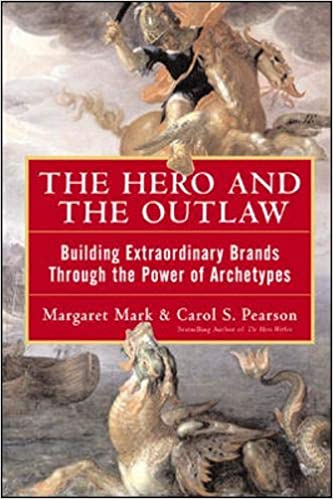 THE HERO AND
THE OUTLAW
Building Extraordinary Brands
Through the Power of Archetypes
Margaret Mark & Carol S. Pearson
Bestselling Author of The Hero Within